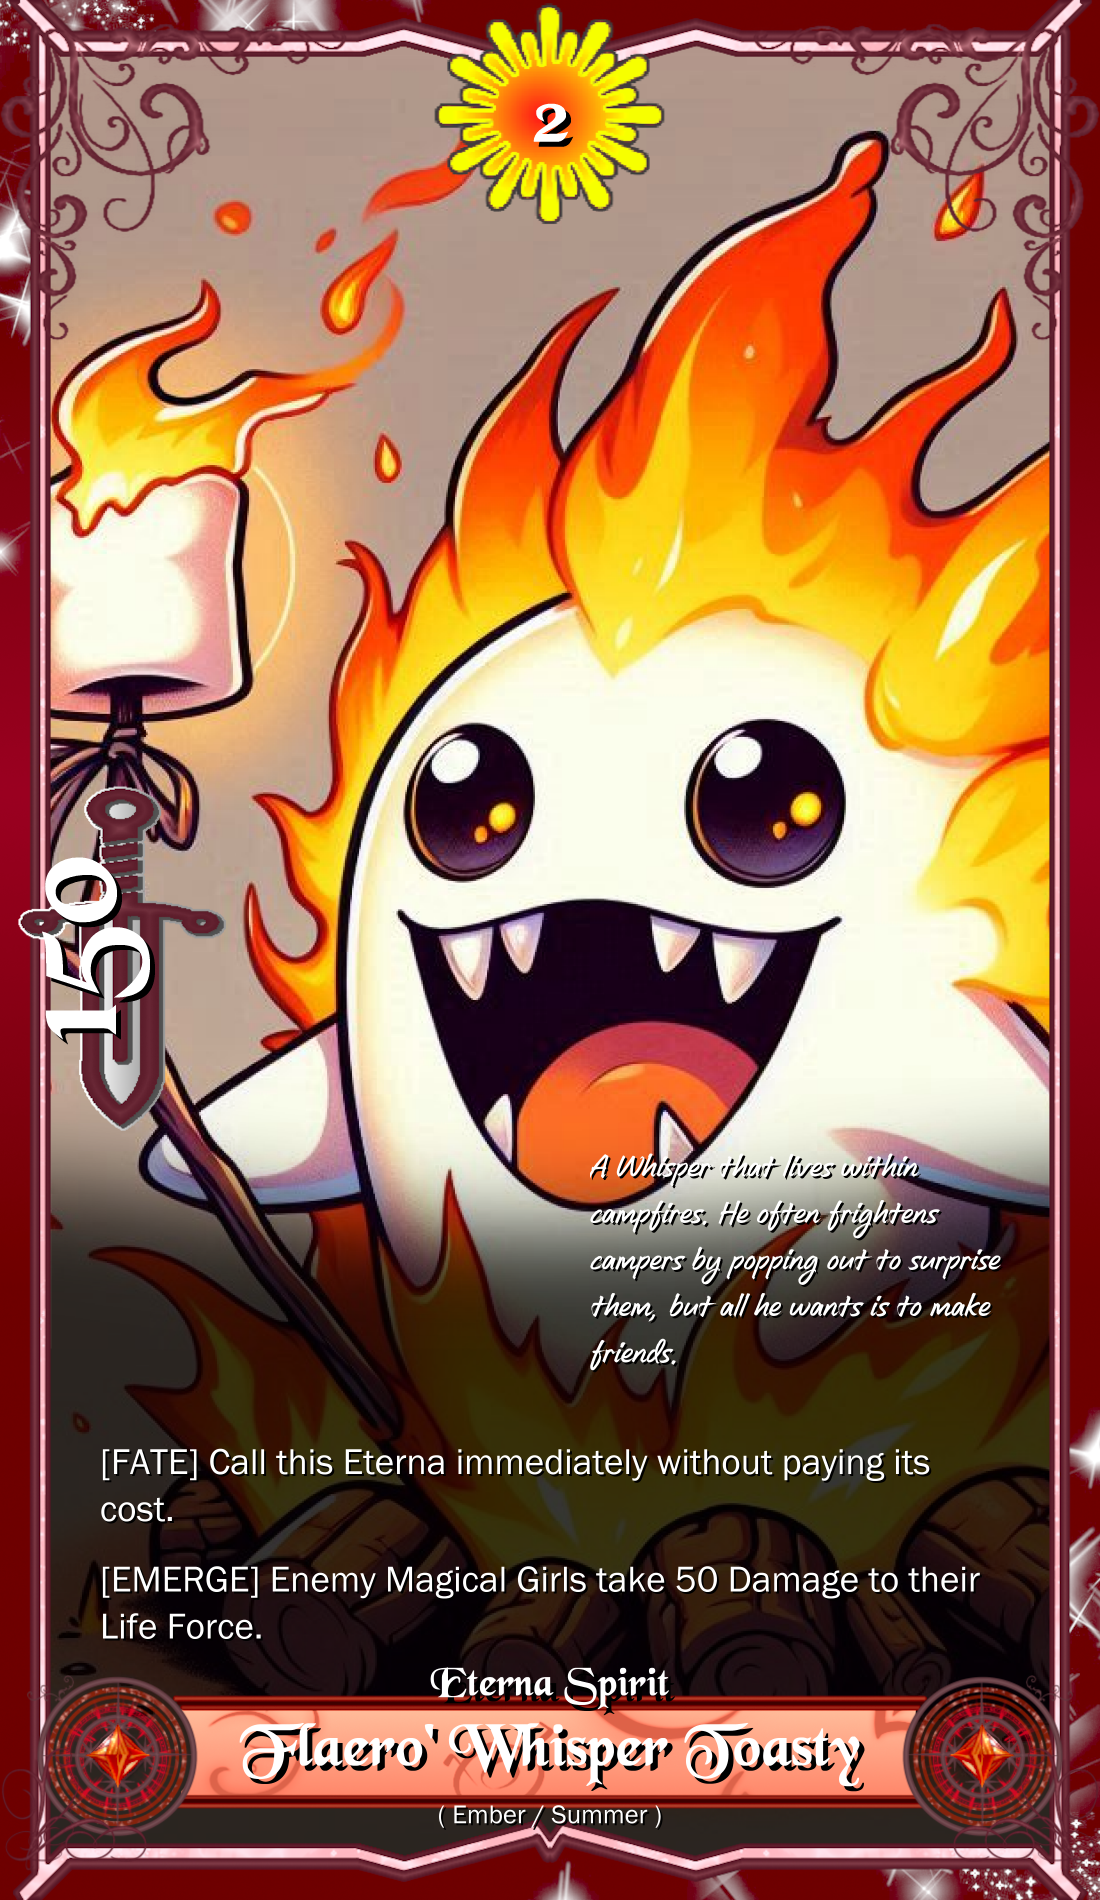 2
150
A Whisper that lives within
campfires. He often frightens
campers by popping out to surprise
them, but all he wants is to make
friends.
[FATE] Call this Eterna immediately without paying its
cost.
[EMERGE] Enemy Magical Girls take 50 Damage to their
Life Force.
Eterna Spirit
Flaero' Whisper Toasty
( Ember / Summer )